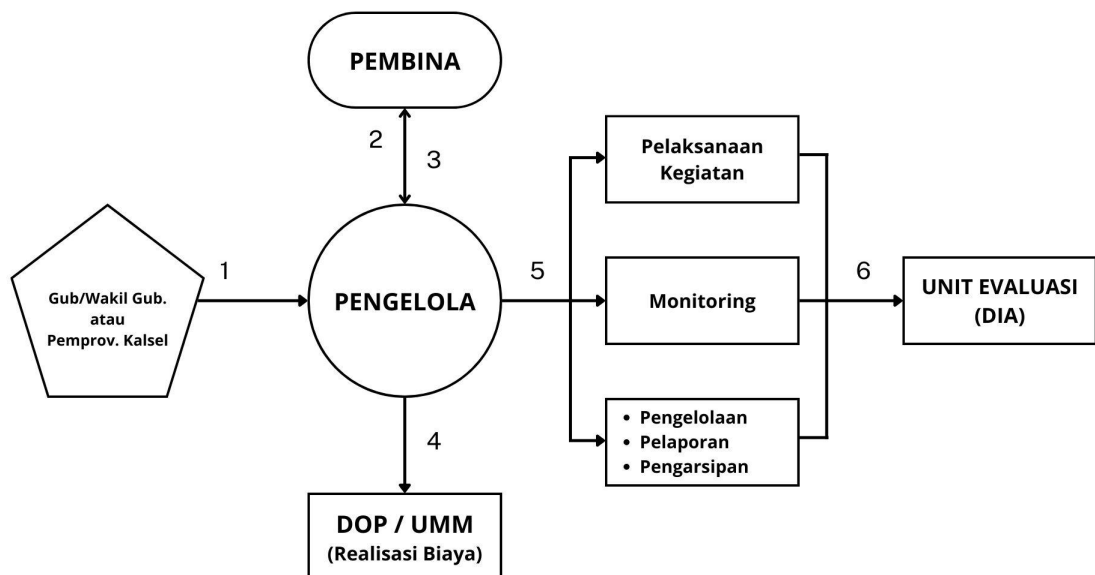 PEMBINA
2
3
Gub/Wakil Gub.
atau
Pemprov. Kalsel
1
PENGELOLA
4
DOP / UMM
(Realisasi Biaya)
5
Pelaksanaan
Kegiatan
Monitoring
• Pengelolaan
• Pelaporan
• Pengarsipan
6
UNIT EVALUASI
(DIA)